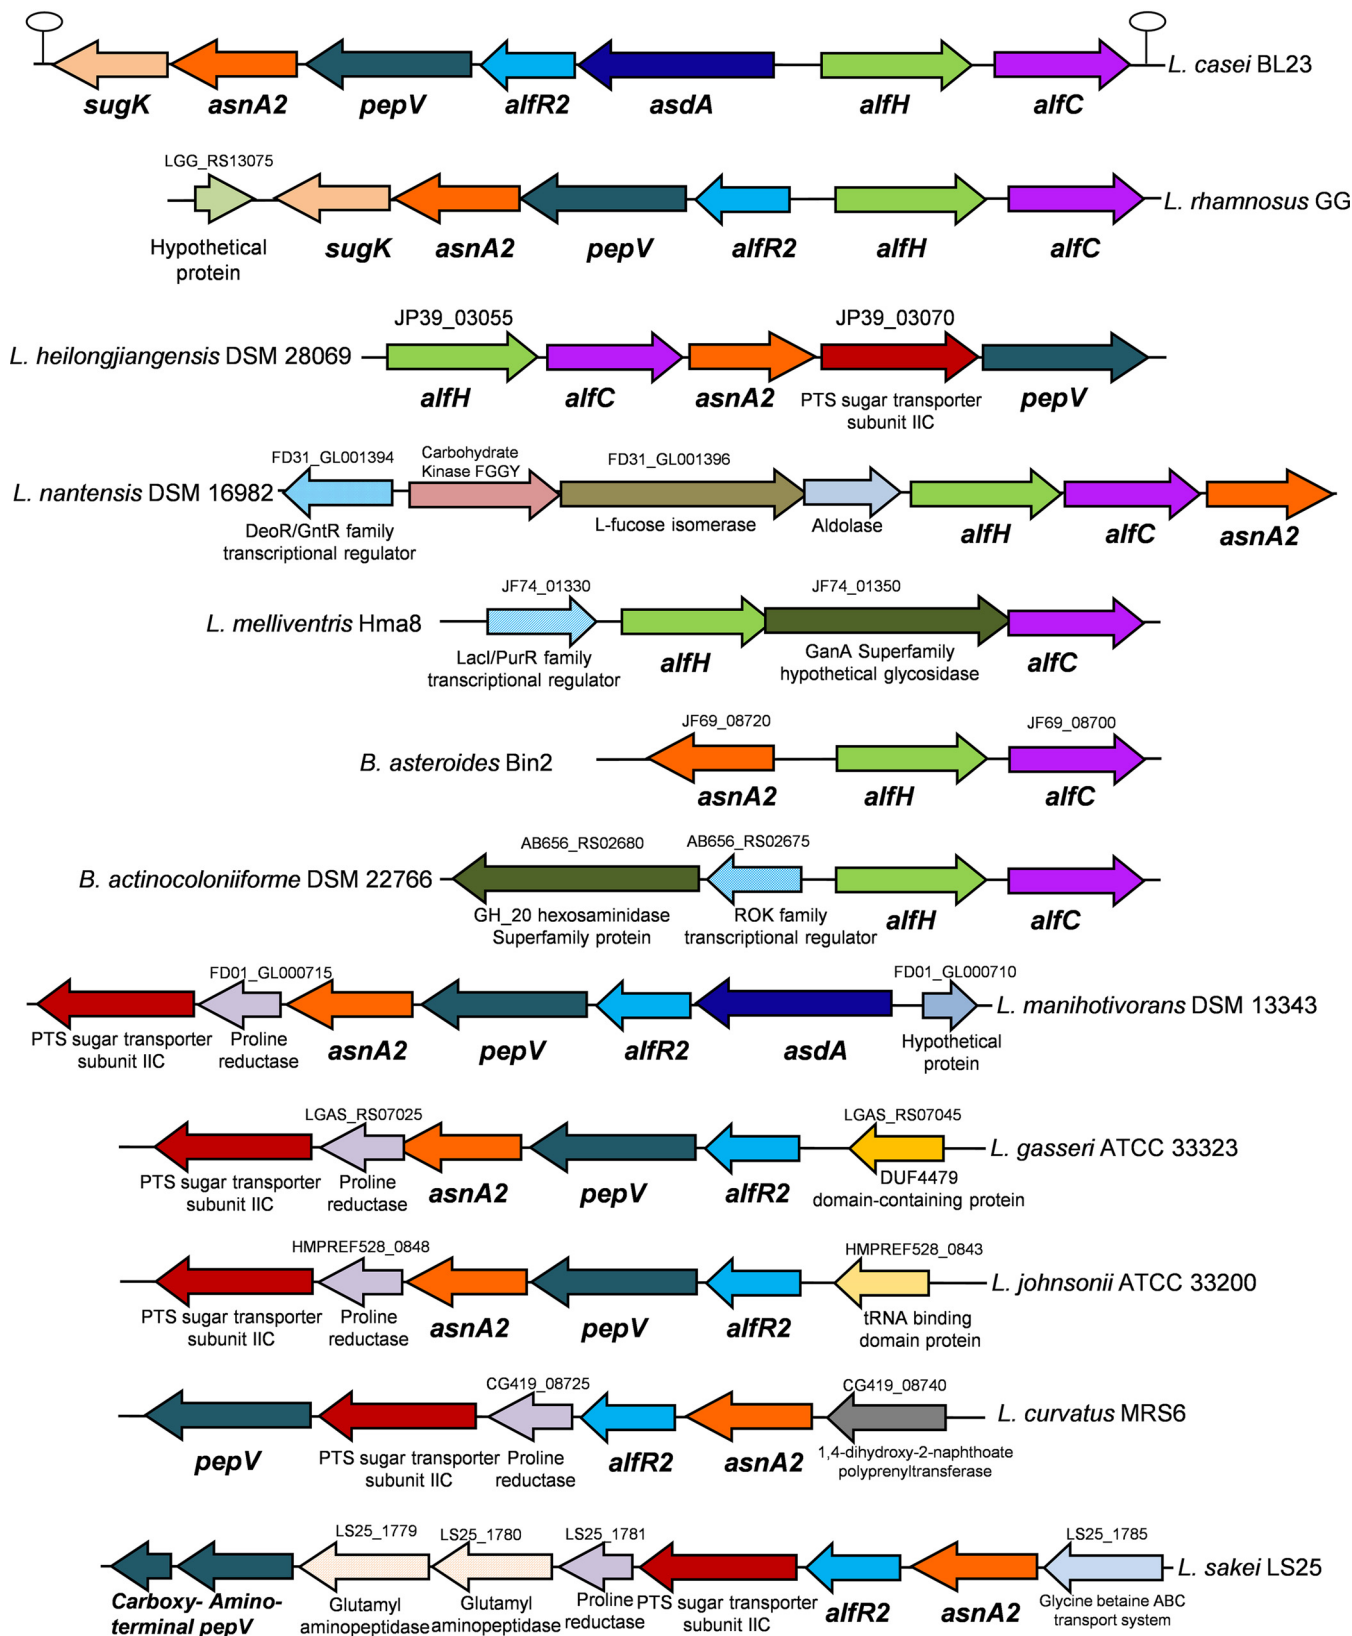 L. casei BL23
sugK asnA2 pepV alfR2 asdA alfH alfC
LGG_RS13075
L. rhamnosus GG
Hypothetical
protein
sugK asnA2 pepV alfR2 alfH alfC
JP39_03055 JP39_03070
L. heilongjiangensis DSM 28069
alfH alfC asnA2 PTS sugar transporter
subunit IIC
pepV
FD31_GL001394 Carbohydrate
Kinase FGGY
FD31_GL001396
L. nantensis DSM 16982
DeoR/GntR family
transcriptional regulator
L-fucose isomerase Aldolase alfH alfC asnA2
JF74_01330 JF74_01350
L. melliventris Hma8
LacI/PurR family
transcriptional regulator
alfH GanA Superfamily
hypothetical glycosidase
alfC
JF69_08720 JF69_08700
B. asteroides Bin2
asnA2 alfH alfC
AB656_RS02680 AB656_RS02675
B. actinocoloniiforme DSM 22766
GH_20 hexosaminidase
Superfamily protein
ROK family
transcriptional regulator
alfH alfC
FD01_GL000715 FD01_GL000710
L. manihotivorans DSM 13343
PTS sugar transporter
subunit IIC
Proline
reductase
asnA2 pepV alfR2 asdA Hypothetical
protein
LGAS_RS07025 LGAS_RS07045
L. gasseri ATCC 33323
PTS sugar transporter
subunit IIC
Proline
reductase
asnA2 pepV alfR2 DUF4479
domain-containing protein
HMPREF528_0848 HMPREF528_0843
L. johnsonii ATCC 33200
PTS sugar transporter
subunit IIC
Proline
reductase
asnA2 pepV alfR2 tRNA binding
domain protein
CG419_08725 CG419_08740
L. curvatus MRS6
pepV PTS sugar transporter
subunit IIC
Proline
reductase
alfR2 asnA2 1,4-dihydroxy-2-naphthoate
polyprenyltransferase
LS25_1779 LS25_1780 LS25_1781 LS25_1785
L. sakei LS25
Carboxy- Amino-
terminal pepV
Glutamyl
aminopeptidase
Glutamyl
aminopeptidase
Proline
reductase
PTS sugar transporter
subunit IIC
alfR2 asnA2 Glycine betaine ABC
transport system